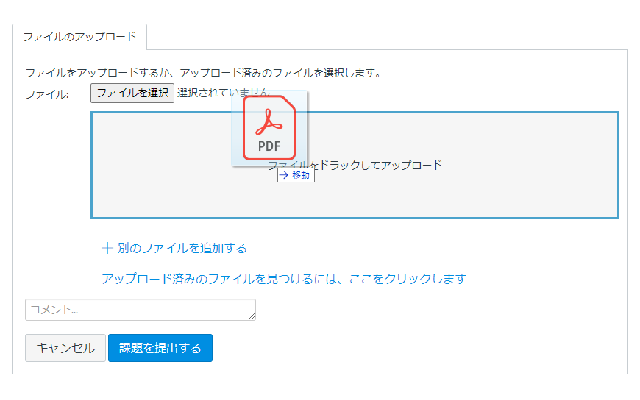 ファイルのアップロード
ファイルをアップロードするか、アップロード済みのファイルを選択します。
ファイル: ファイルを選択 選択されていません
PDF
ファイルをドラックしてアップロード
→ 移動
+ 別のファイルを追加する
アップロード済みのファイルを見つけるには、ここをクリックします
コメント...
キャンセル 課題を提出する